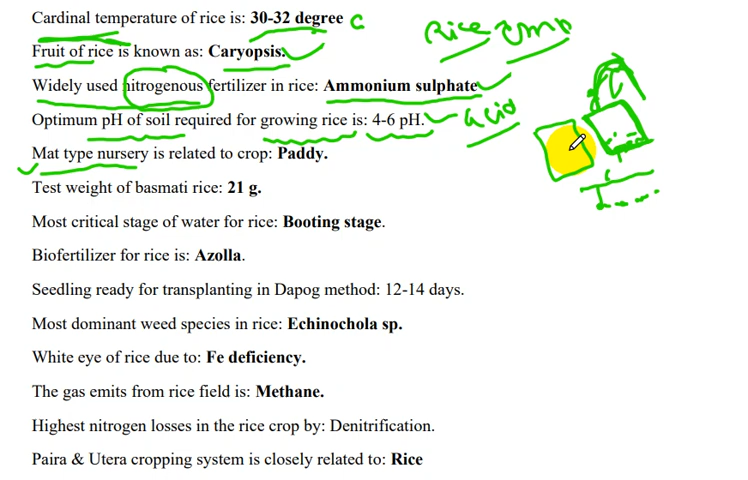 Cardinal temperature of rice is: 30-32 degree C
Fruit of rice is known as: Caryopsis.
Widely used nitrogenous fertilizer in rice: Ammonium sulphate
Optimum pH of soil required for growing rice is: 4-6 pH.
Mat type nursery is related to crop: Paddy.
Test weight of basmati rice: 21 g.
Most critical stage of water for rice: Booting stage.
Biofertilizer for rice is: Azolla.
Seedling ready for transplanting in Dapog method: 12-14 days.
Most dominant weed species in rice: Echinochola sp.
White eye of rice due to: Fe deficiency.
The gas emits from rice field is: Methane.
Highest nitrogen losses in the rice crop by: Denitrification.
Paira & Utera cropping system is closely related to: Rice
Rice